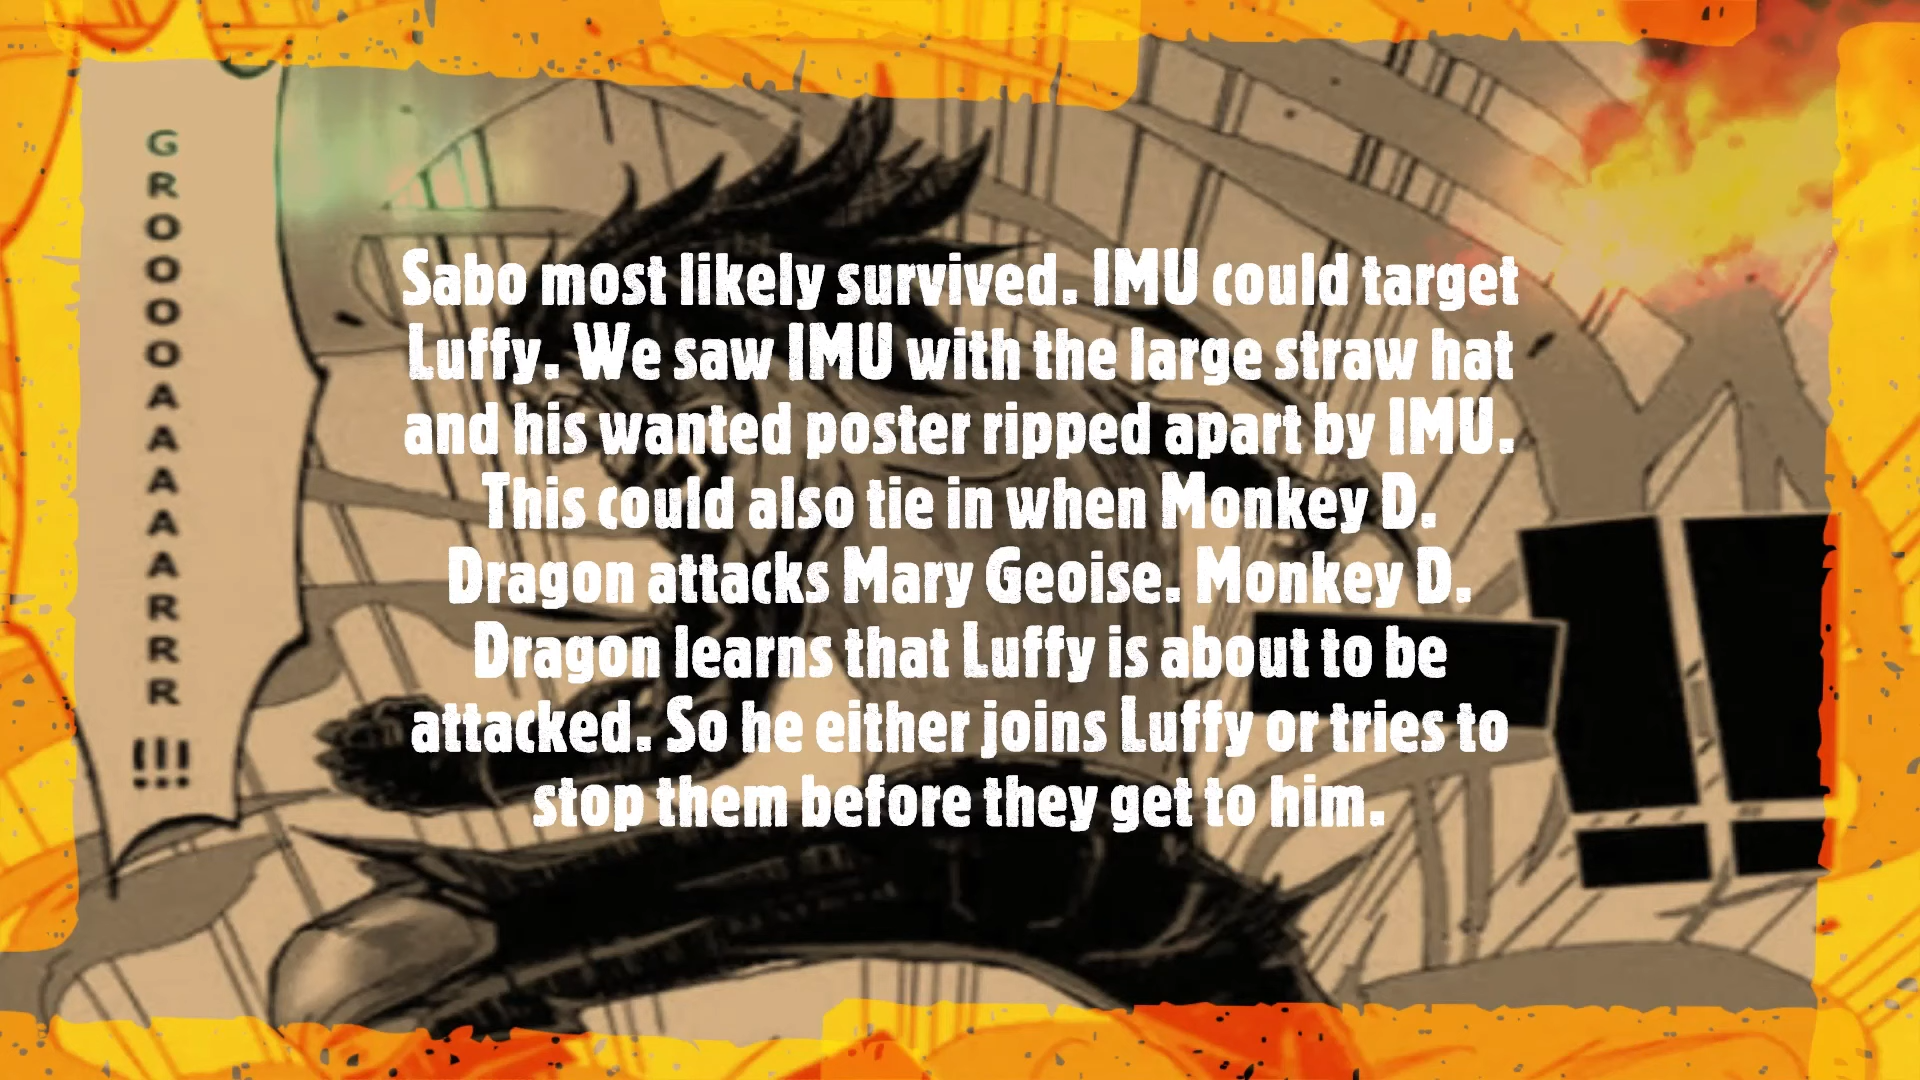 GROOOOAAAAAARRR!!!
Sabo most likely survived. IMU could target
Luffy. We saw IMU with the large straw hat
and his wanted poster ripped apart by IMU.
This could also tie in when Monkey D.
Dragon attacks Mary Geoise. Monkey D.
Dragon learns that Luffy is about to be
attacked. So he either joins Luffy or tries to
stop them before they get to him.